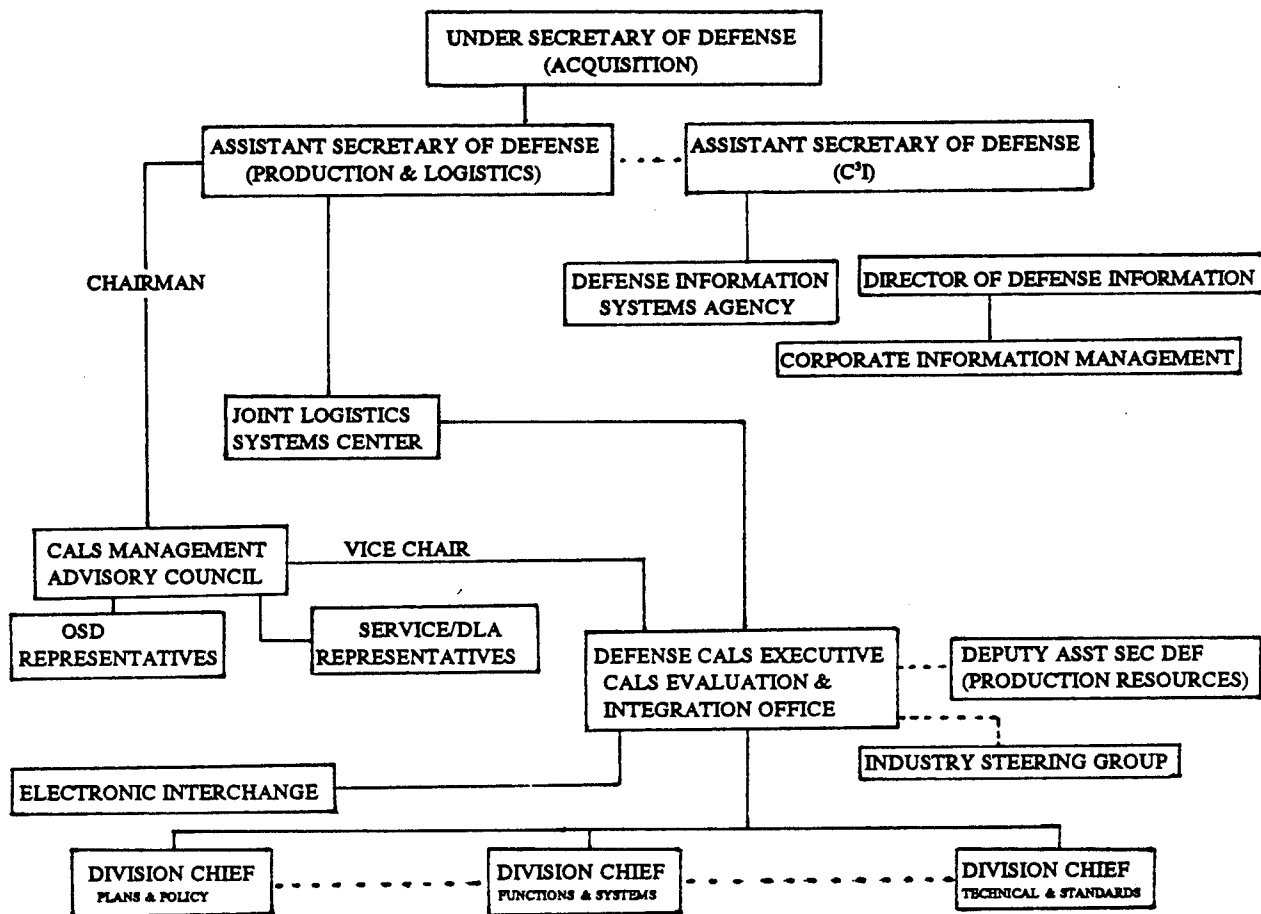 UNDER SECRETARY OF DEFENSE
(ACQUISITION)
ASSISTANT SECRETARY OF DEFENSE
(PRODUCTION & LOGISTICS)
ASSISTANT SECRETARY OF DEFENSE
(C³I)
CHAIRMAN
DEFENSE INFORMATION
SYSTEMS AGENCY
DIRECTOR OF DEFENSE INFORMATION
CORPORATE INFORMATION MANAGEMENT
JOINT LOGISTICS
SYSTEMS CENTER
CALS MANAGEMENT
ADVISORY COUNCIL
VICE CHAIR
OSD
REPRESENTATIVES
SERVICE/DLA
REPRESENTATIVES
DEFENSE CALS EXECUTIVE
CALS EVALUATION &
INTEGRATION OFFICE
DEPUTY ASST SEC DEF
(PRODUCTION RESOURCES)
INDUSTRY STEERING GROUP
ELECTRONIC INTERCHANGE
DIVISION CHIEF
PLANS & POLICY
DIVISION CHIEF
FUNCTIONS & SYSTEMS
DIVISION CHIEF
TECHNICAL & STANDARDS